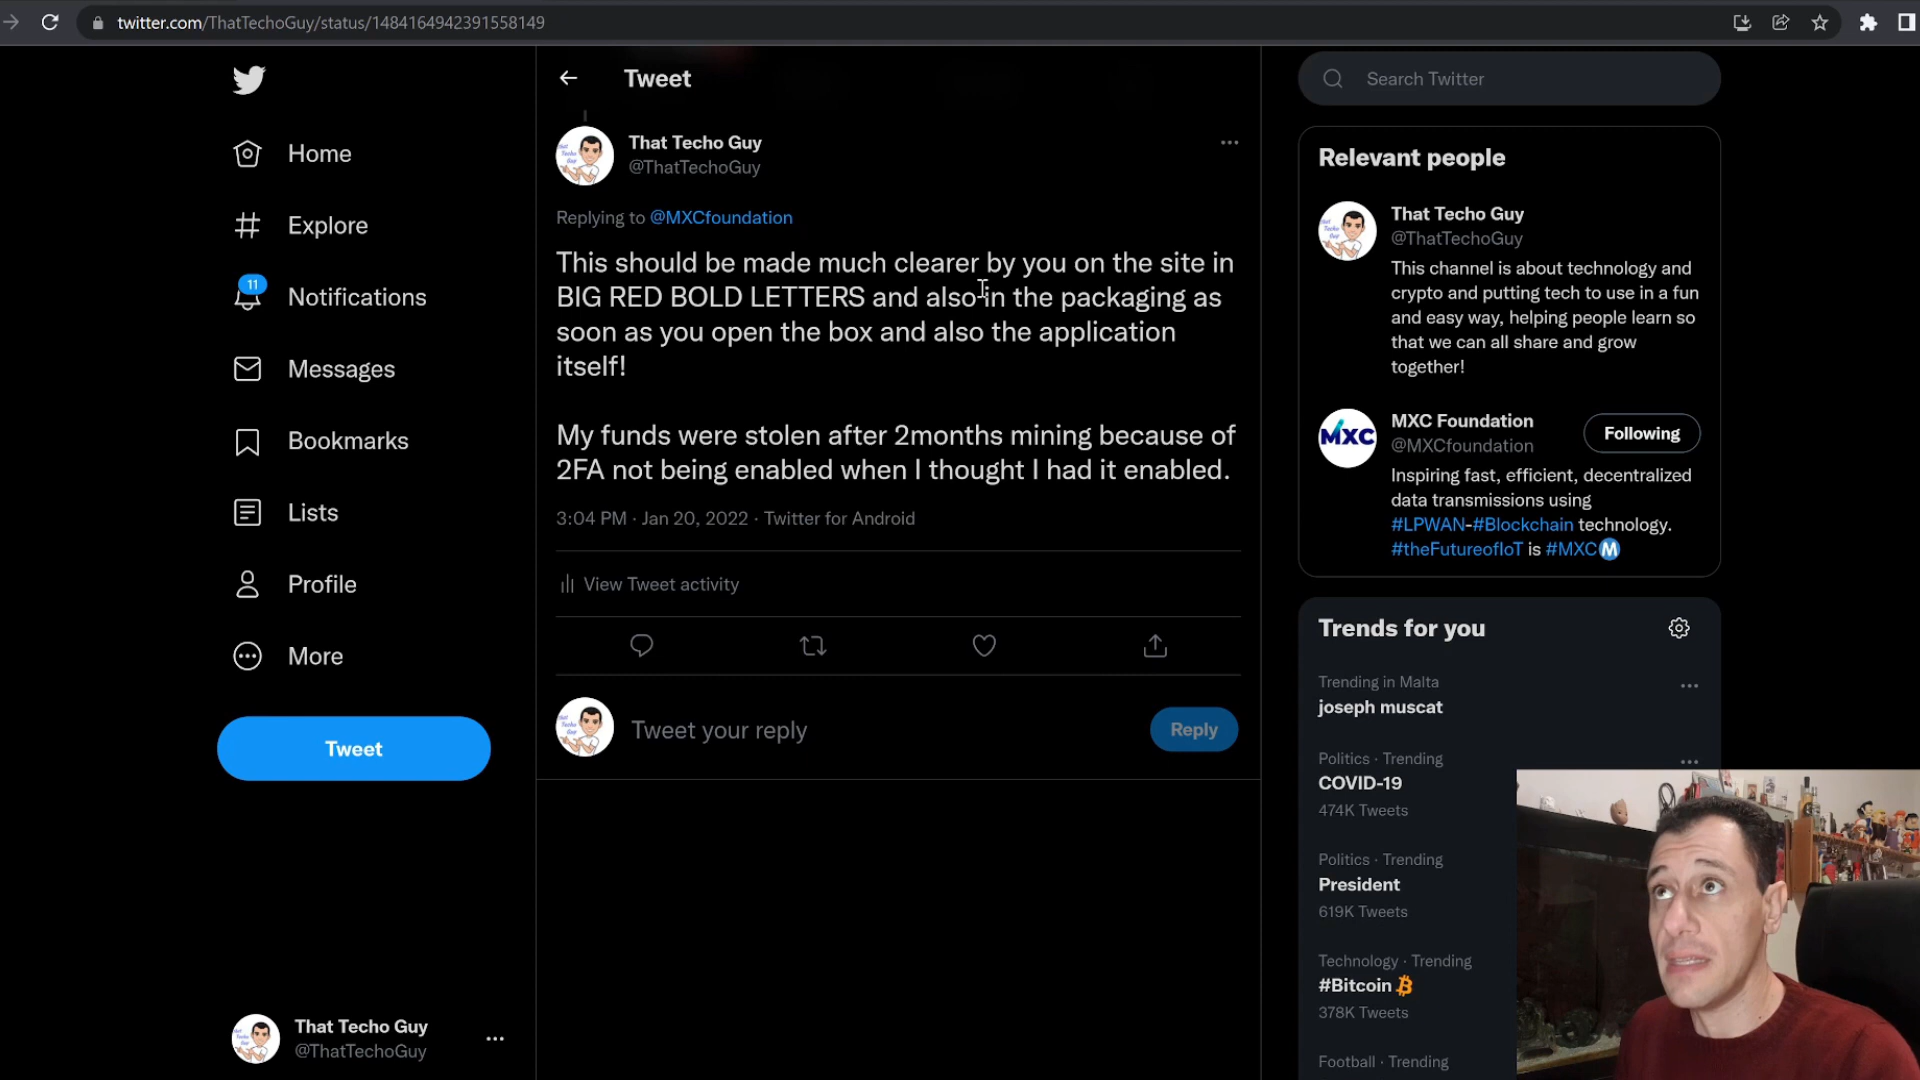 twitter.com/ThatTechoGuy/status/1484164942391558149
Home
Explore
11
Notifications
Messages
Bookmarks
Lists
Profile
More
Tweet
That Techo Guy
@ThatTechoGuy
Tweet
That Techo Guy
@ThatTechoGuy
Replying to @MXCfoundation
This should be made much clearer by you on the site in
BIG RED BOLD LETTERS and also in the packaging as
soon as you open the box and also the application
itself!
My funds were stolen after 2months mining because of
2FA not being enabled when I thought I had it enabled.
3:04 PM · Jan 20, 2022 · Twitter for Android
View Tweet activity
Tweet your reply
Reply
Search Twitter
Relevant people
That Techo Guy
@ThatTechoGuy
This channel is about technology and
crypto and putting tech to use in a fun
and easy way, helping people learn so
that we can all share and grow
together!
MXC
MXC Foundation
@MXCfoundation
Following
Inspiring fast, efficient, decentralized
data transmissions using
#LPWAN-#Blockchain technology.
#theFutureofIoT is #MXC
Trends for you
Trending in Malta
joseph muscat
Politics · Trending
COVID-19
474K Tweets
Politics · Trending
President
619K Tweets
Technology · Trending
#Bitcoin
378K Tweets
Football · Trending